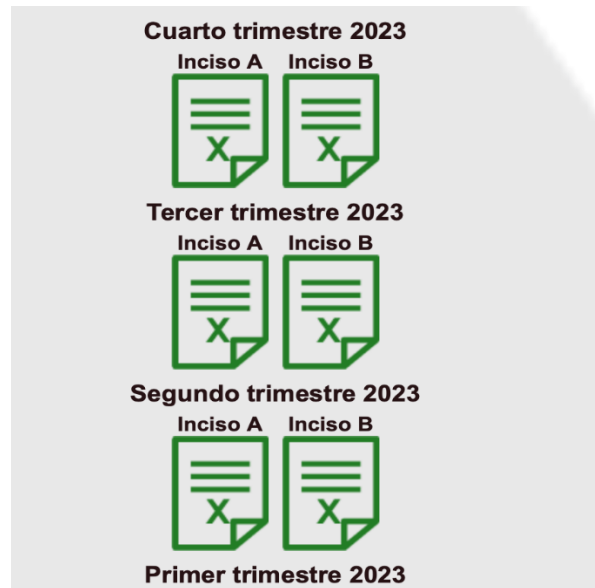 Cuarto trimestre 2023
Inciso A Inciso B
X X
Tercer trimestre 2023
Inciso A Inciso B
X X
Segundo trimestre 2023
Inciso A Inciso B
X X
Primer trimestre 2023